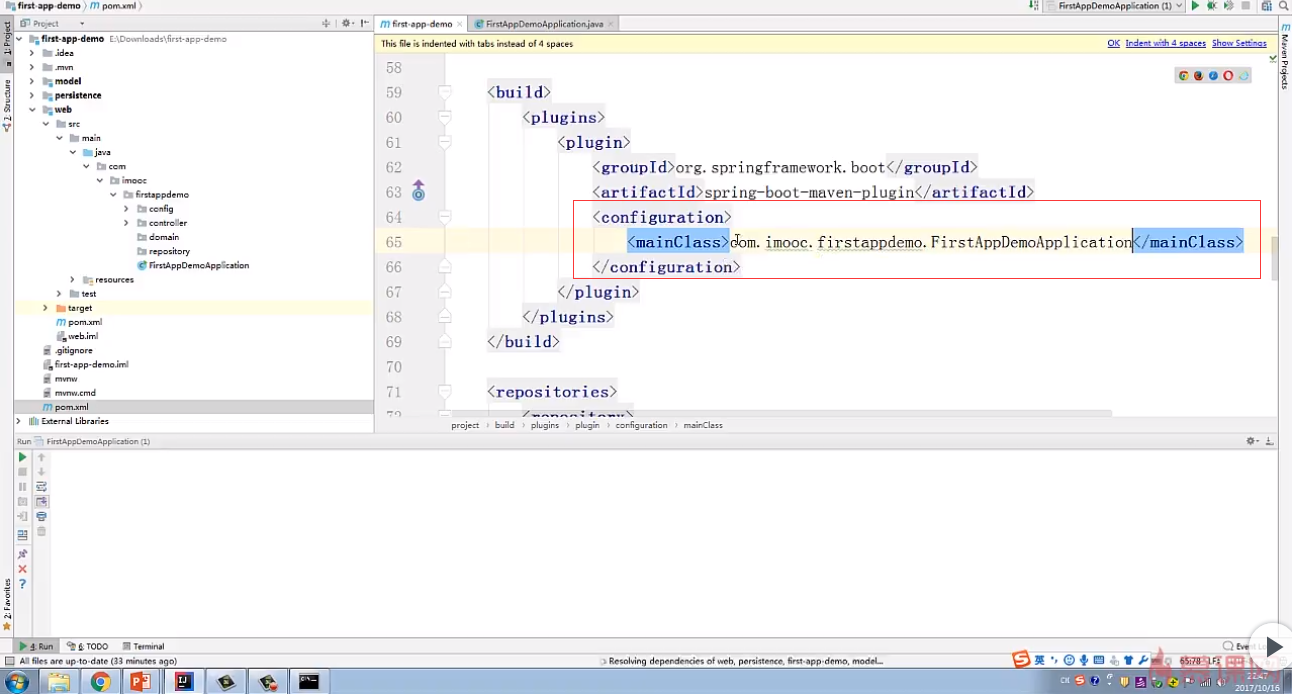 first-app-demo
pom.xml
FirstAppDemoApplication (1)
Project
first-app-demo
FirstAppDemoApplication.java
This file is indented with tabs instead of 4 spaces
OK Indent with 4 spaces Show Settings
1: Project
2: Structure
Maven Projects
first-app-demo E:\Downloads\first-app-demo
.idea
.mvn
model
persistence
web
src
main
java
com
imooc
firstappdemo
config
controller
domain
repository
FirstAppDemoApplication
resources
test
target
pom.xml
web.iml
.gitignore
first-app-demo.iml
mvnw
mvnw.cmd
pom.xml
External Libraries
58
59 <build>
60 <plugins>
61 <plugin>
62 <groupId>org.springframework.boot</groupId>
63 <artifactId>spring-boot-maven-plugin</artifactId>
64 <configuration>
65 <mainClass>com.imooc.firstappdemo.FirstAppDemoApplication</mainClass>
66 </configuration>
67 </plugin>
68 </plugins>
69 </build>
70
71 <repositories>
72 <repository>
project build plugins plugin configuration mainClass
Run FirstAppDemoApplication (1)
2: Favorites
4: Run 6: TODO Terminal
All files are up-to-date (33 minutes ago)
Resolving dependencies of web, persistence, first-app-demo, model...
英
65:78 LF
CK
22:47
2017/10/16